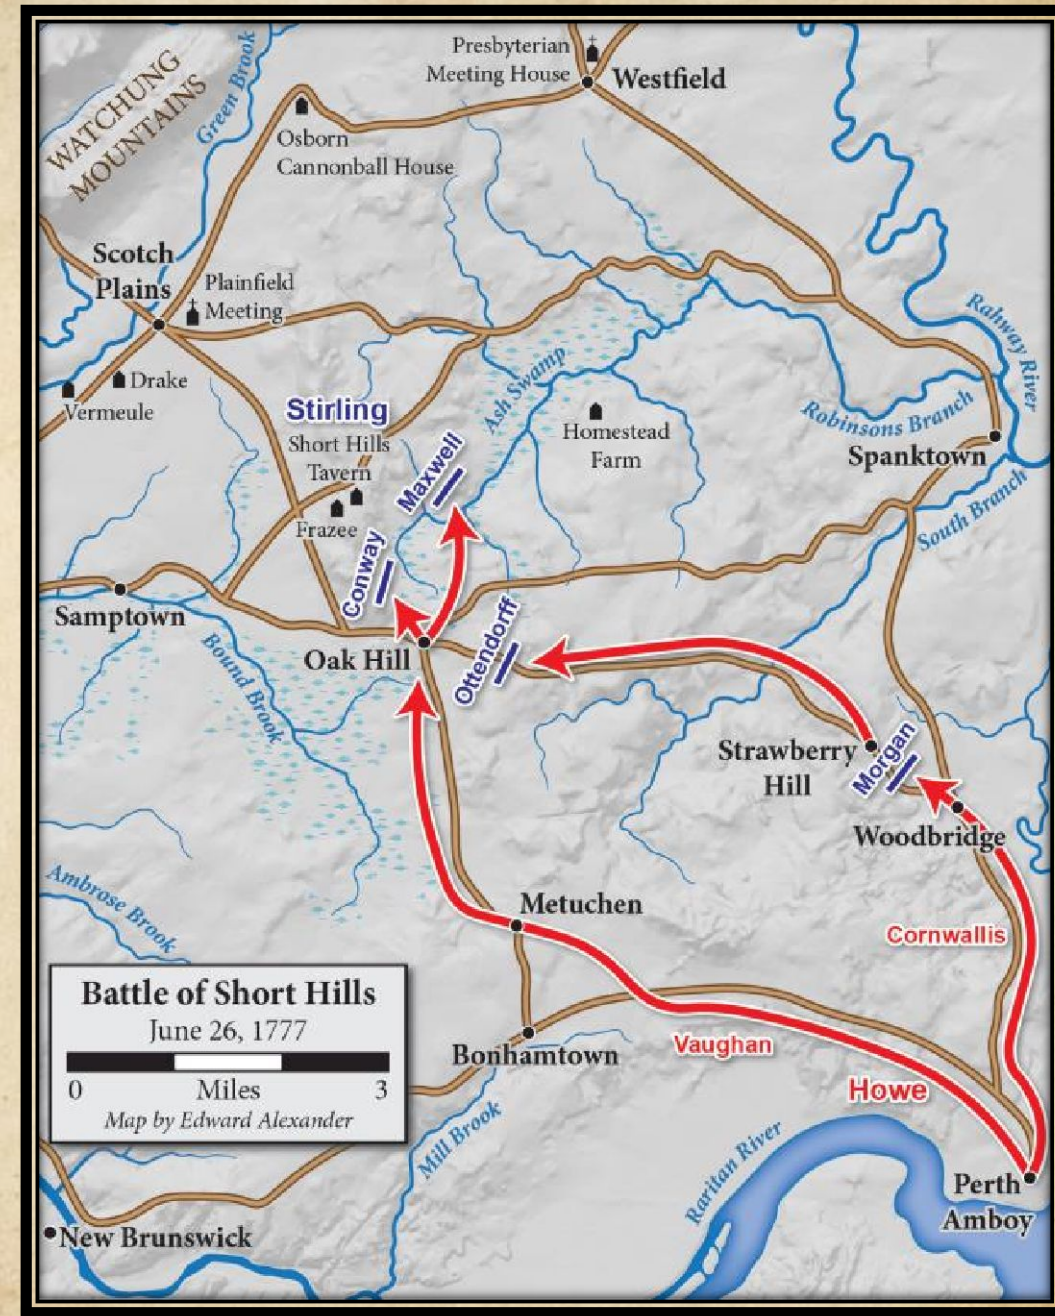 Presbyterian
Meeting House
Westfield
WATCHUNG
MOUNTAINS
Green Brook
Osborn
Cannonball House
Scotch
Plains
Plainfield
Meeting
Rahway River
Drake
Vermeule
Stirling
Short Hills
Tavern
Ash Swamp
Homestead
Farm
Robinsons Branch
Spanktown
South Branch
Maxwell
Frazee
Conway
Samptown
Oak Hill
Ottendorff
Bound Brook
Strawberry
Hill
Morgan
Woodbridge
Ambrose Brook
Metuchen
Cornwallis
Battle of Short Hills
June 26, 1777
0 Miles 3
Map by Edward Alexander
Bonhamtown
Vaughan
Howe
Mill Brook
Raritan River
Perth
Amboy
New Brunswick